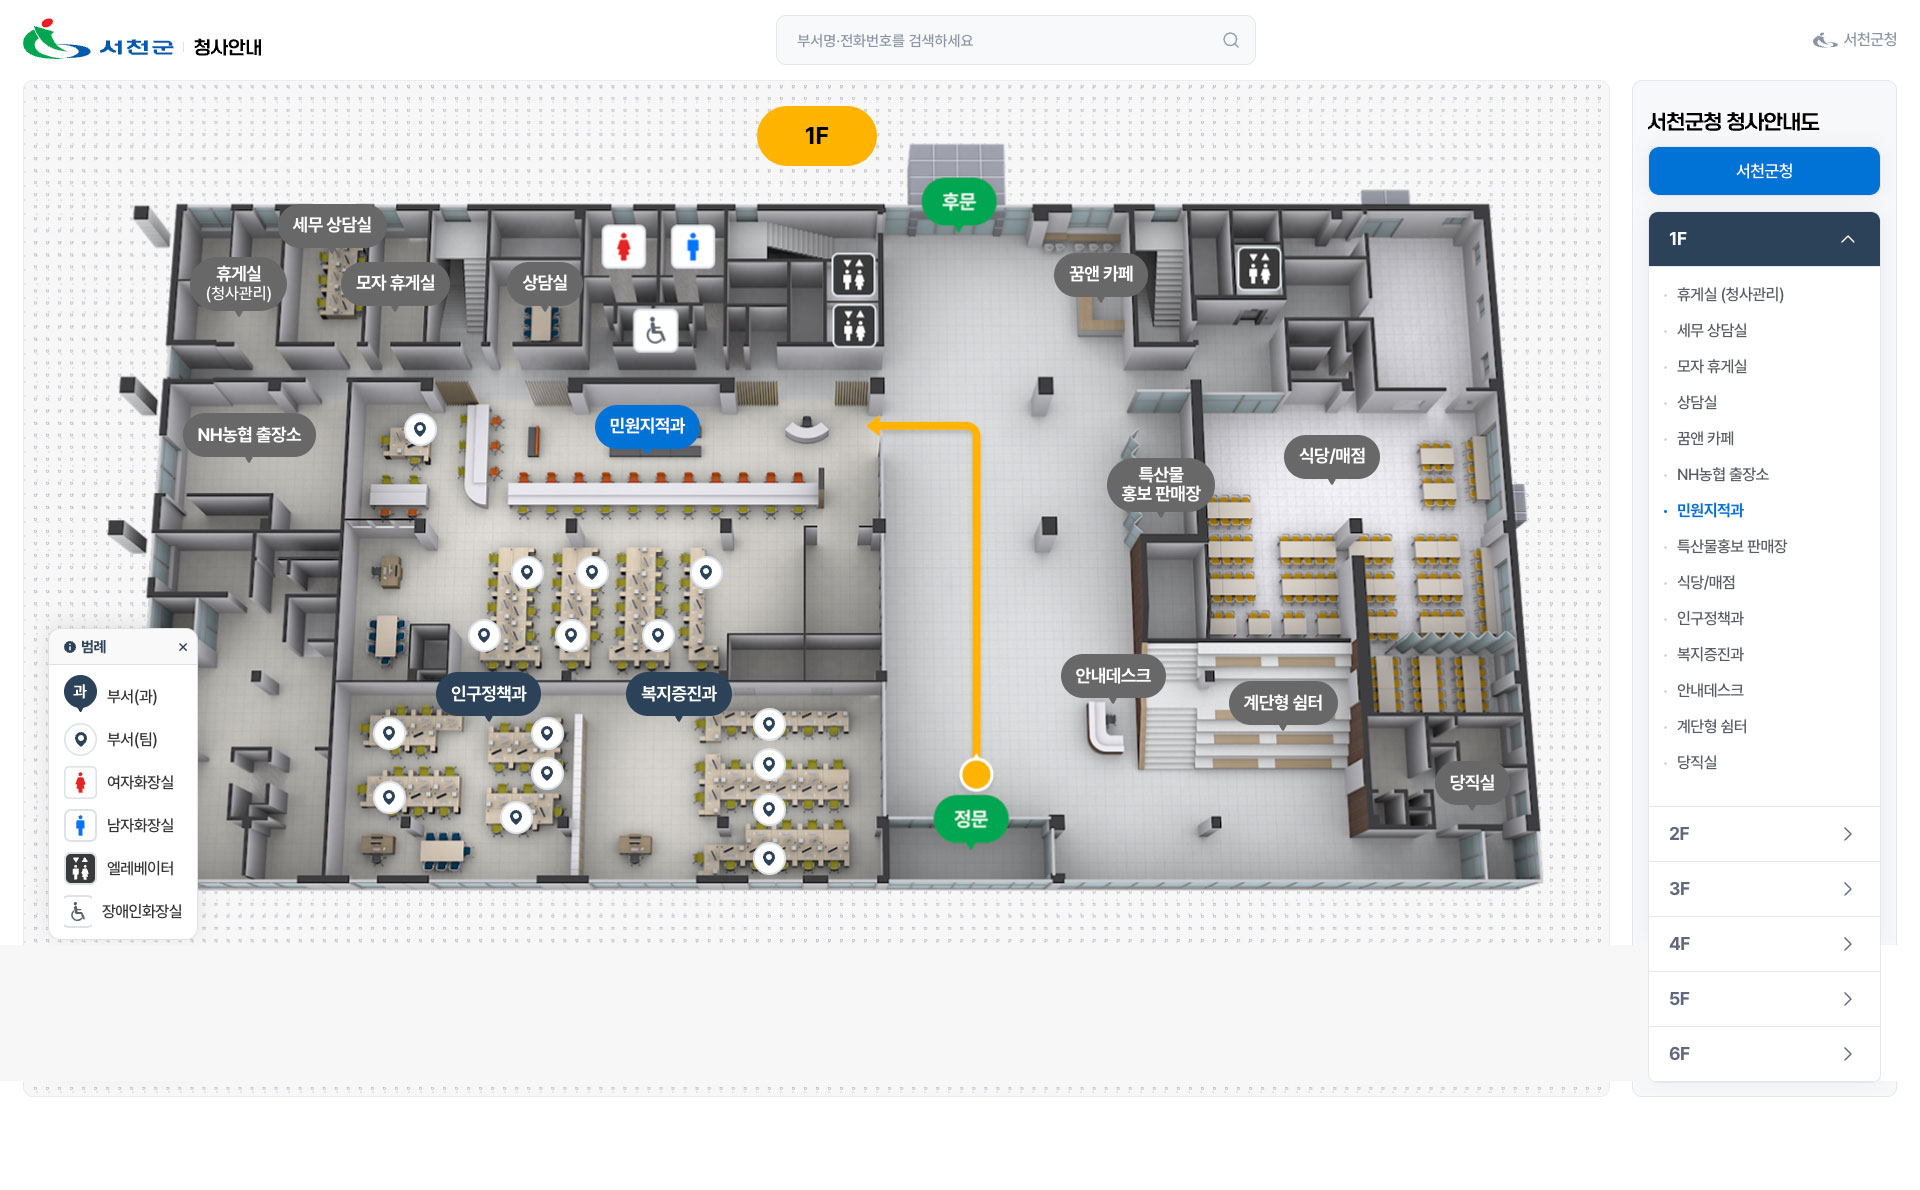 서천군 청사안내
부서명·전화번호를 검색하세요
서천군청
1F
후문
세무 상담실
휴게실
(청사관리)
모자 휴게실
상담실
꿈앤 카페
NH농협 출장소
민원지적과
식당/매점
특산물
홍보 판매장
인구정책과
복지증진과
안내데스크
계단형 쉼터
당직실
정문
범례
과 부서(과)
부서(팀)
여자화장실
남자화장실
엘레베이터
장애인화장실
서천군청 청사안내도
서천군청
1F
휴게실 (청사관리)
세무 상담실
모자 휴게실
상담실
꿈앤 카페
NH농협 출장소
민원지적과
특산물홍보 판매장
식당/매점
인구정책과
복지증진과
안내데스크
계단형 쉼터
당직실
2F
3F
4F
5F
6F